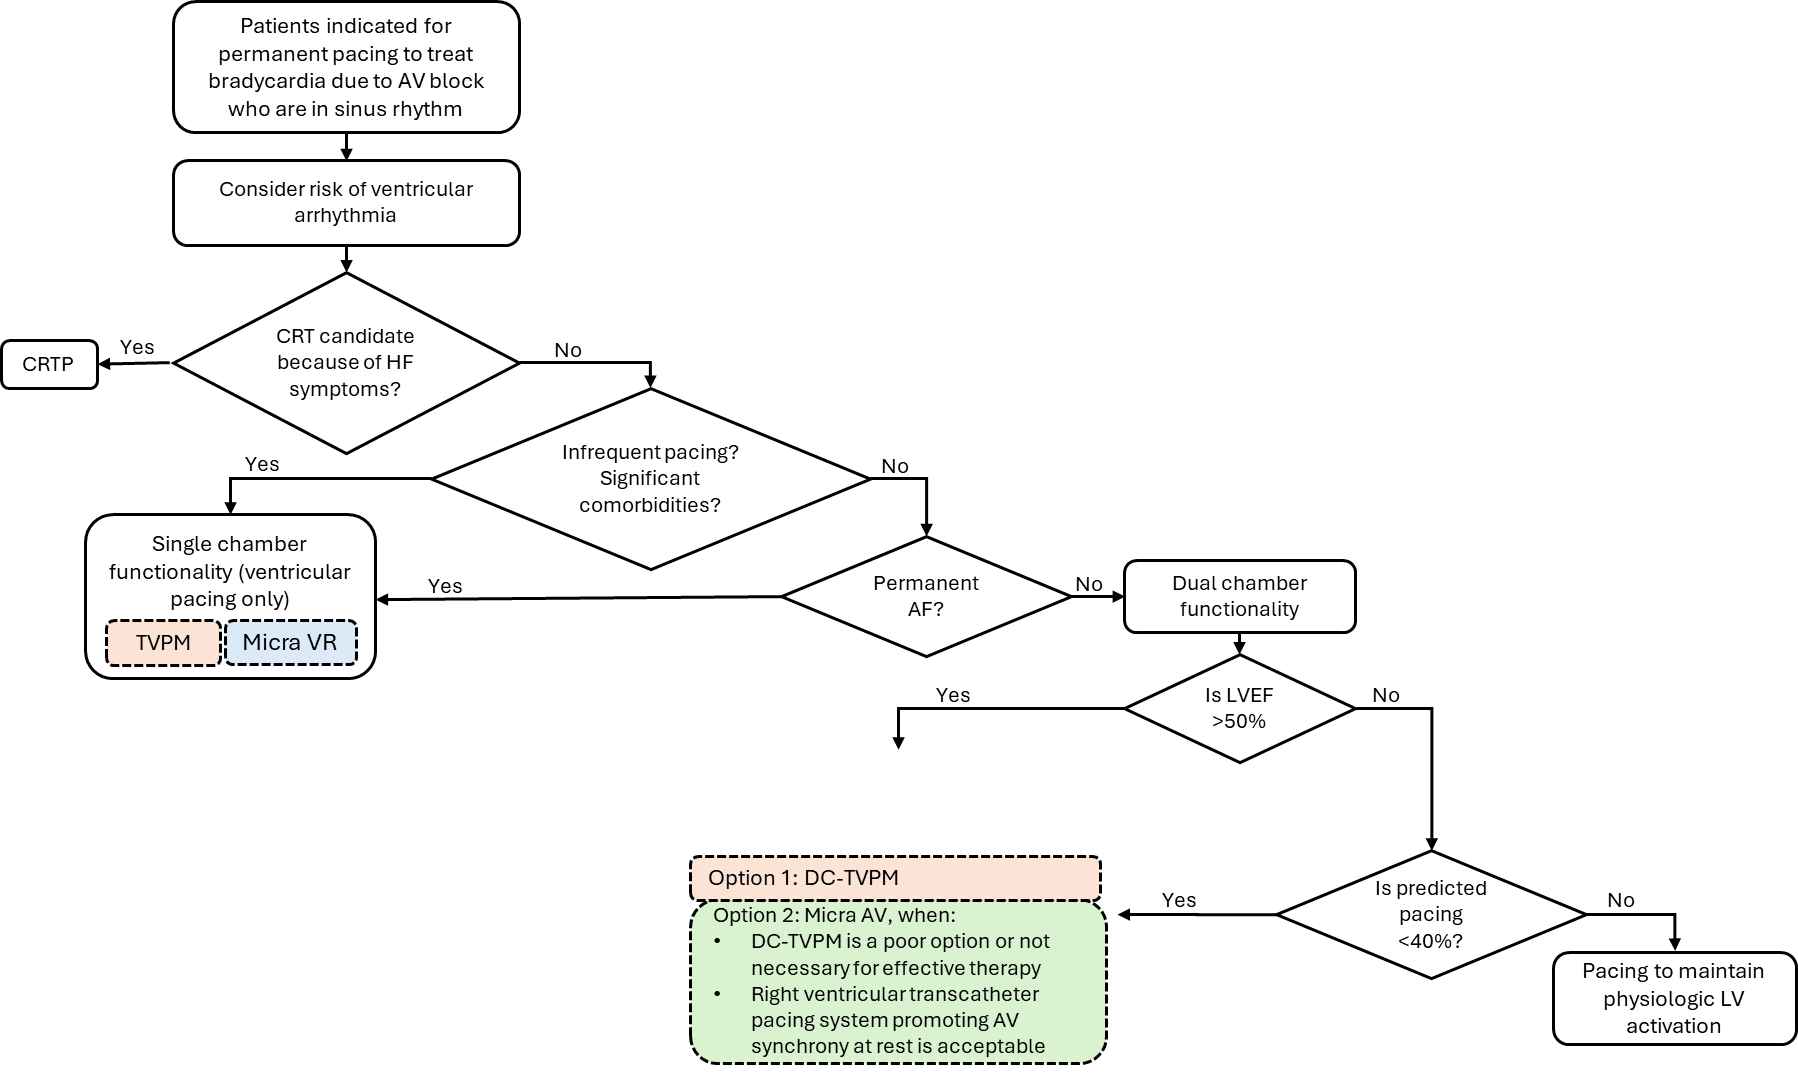 Patients indicated for
permanent pacing to treat
bradycardia due to AV block
who are in sinus rhythm
Consider risk of ventricular
arrhythmia
CRT candidate
because of HF
symptoms?
Yes
CRTP
No
Infrequent pacing?
Significant
comorbidities?
Yes
No
Single chamber
functionality (ventricular
pacing only)
TVPM
Micra VR
Permanent
AF?
Yes
No
Dual chamber
functionality
Is LVEF
>50%
Yes
No
Is predicted
pacing
<40%?
Yes
No
Option 1: DC-TVPM
Option 2: Micra AV, when:
• DC-TVPM is a poor option or not
necessary for effective therapy
• Right ventricular transcatheter
pacing system promoting AV
synchrony at rest is acceptable
Pacing to maintain
physiologic LV
activation